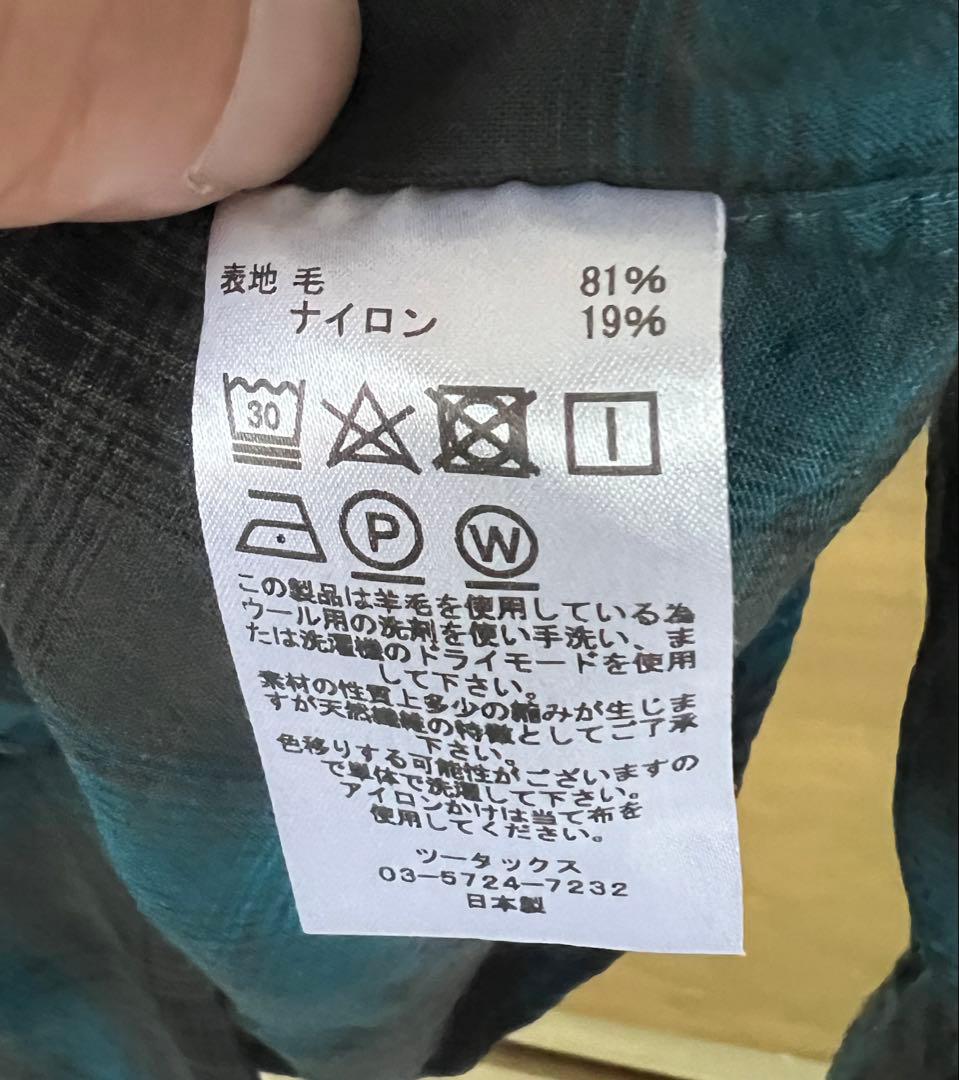 表地 毛 81%
ナイロン 19%
30
P W
この製品は羊毛を使用している為
ウール用の洗剤を使い手洗い、ま
たは洗濯機のドライモードを使用
して下さい。
素材の性質上多少の縮みが生じま
すが天然繊維の特徴としてご了承
下さい。
色移りする可能性がございますの
で単体で洗濯して下さい。
アイロンかけは当て布を
使用してください。
ツータックス
03-5724-7232
日本製